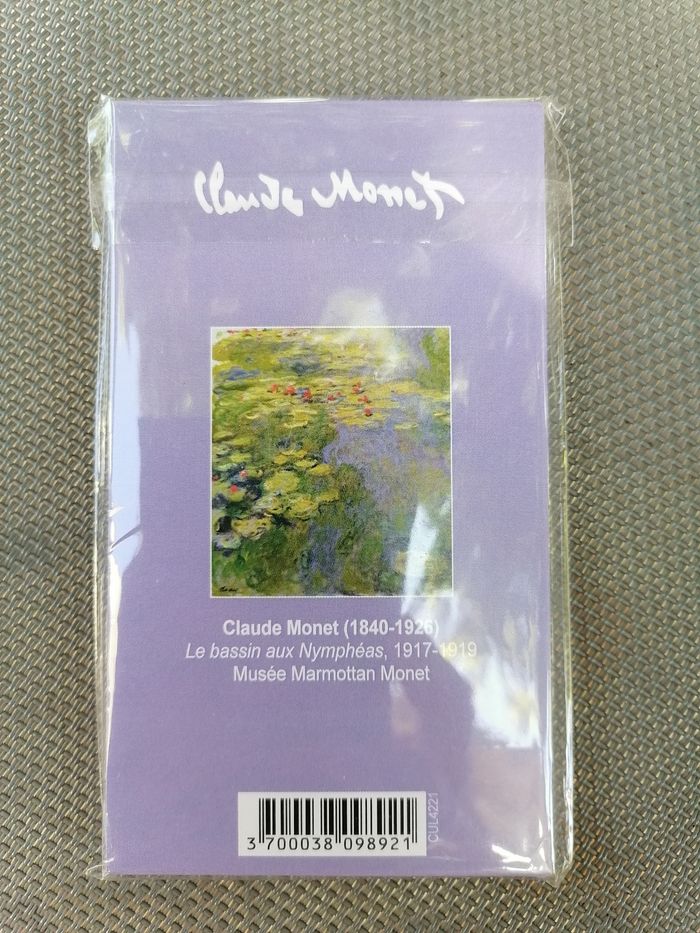 Claude Monet
Claude Monet (1840-1926)
Le bassin aux Nymphéas, 1917-1919
Musée Marmottan Monet
CUL4221
3 700038 098921